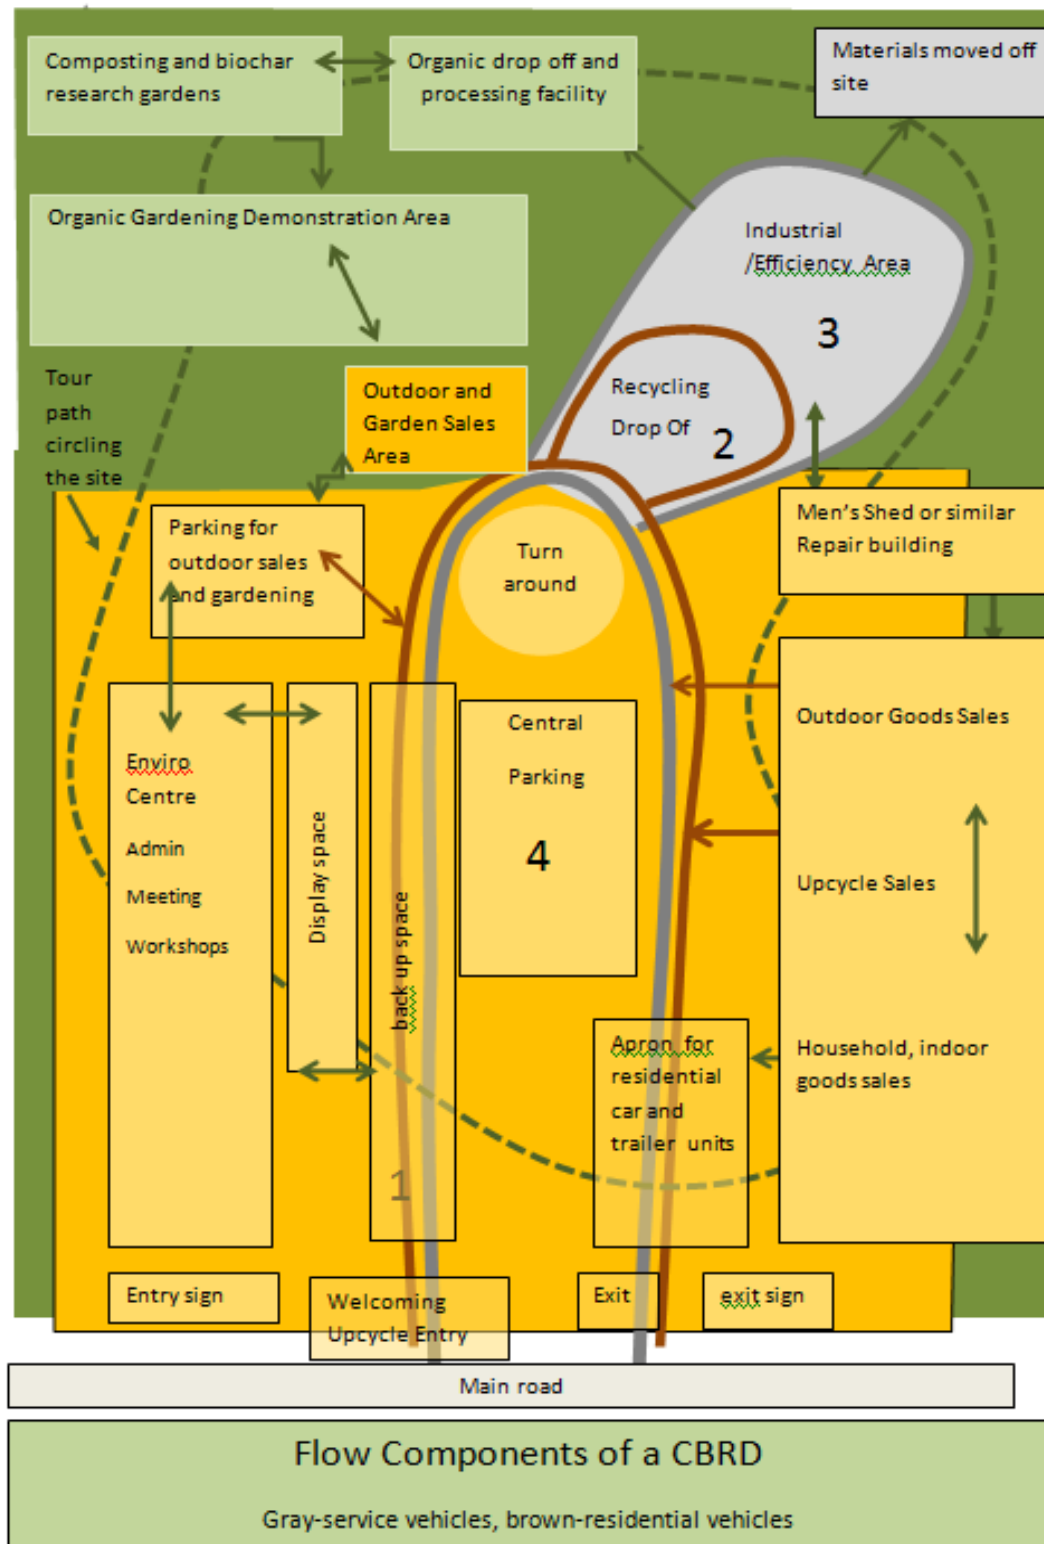 Composting and biochar
research gardens
Organic drop off and
processing facility
Materials moved off
site
Organic Gardening Demonstration Area
Industrial
/Efficiency Area
3
Tour
path
circling
the site
Outdoor and
Garden Sales
Area
Recycling
Drop Of
2
Parking for
outdoor sales
and gardening
Turn
around
Men's Shed or similar
Repair building
Enviro
Centre
Admin
Meeting
Workshops
Display space
back up space
1
Central
Parking
4
Outdoor Goods Sales
Upcycle Sales
Household, indoor
goods sales
Apron for
residential
car and
trailer units
Entry sign
Welcoming
Upcycle Entry
Exit
exit sign
Main road
Flow Components of a CBRD
Gray-service vehicles, brown-residential vehicles